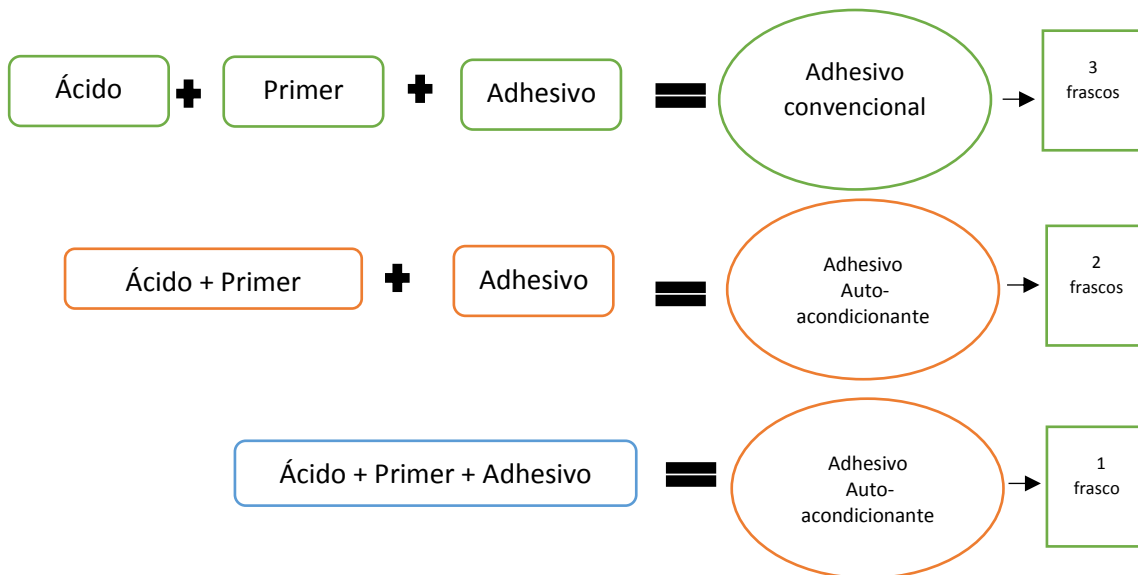 Ácido + Primer + Adhesivo = Adhesivo
convencional
3
frascos
Ácido + Primer + Adhesivo = Adhesivo
Auto-
acondicionante
2
frascos
Ácido + Primer + Adhesivo = Adhesivo
Auto-
acondicionante
1
frasco